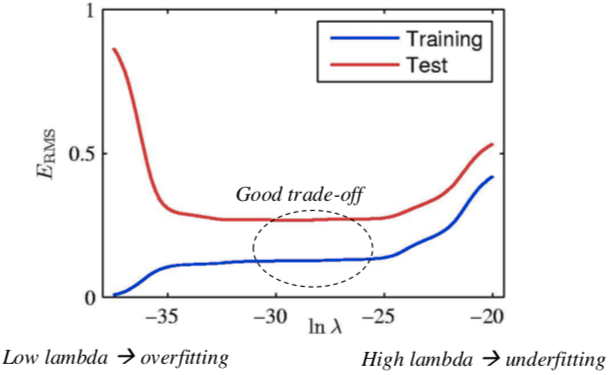 1
Training
Test
E_RMS
0.5
Good trade-off
0
−35
−30
−25
−20
ln λ
Low lambda → overfitting
High lambda → underfitting